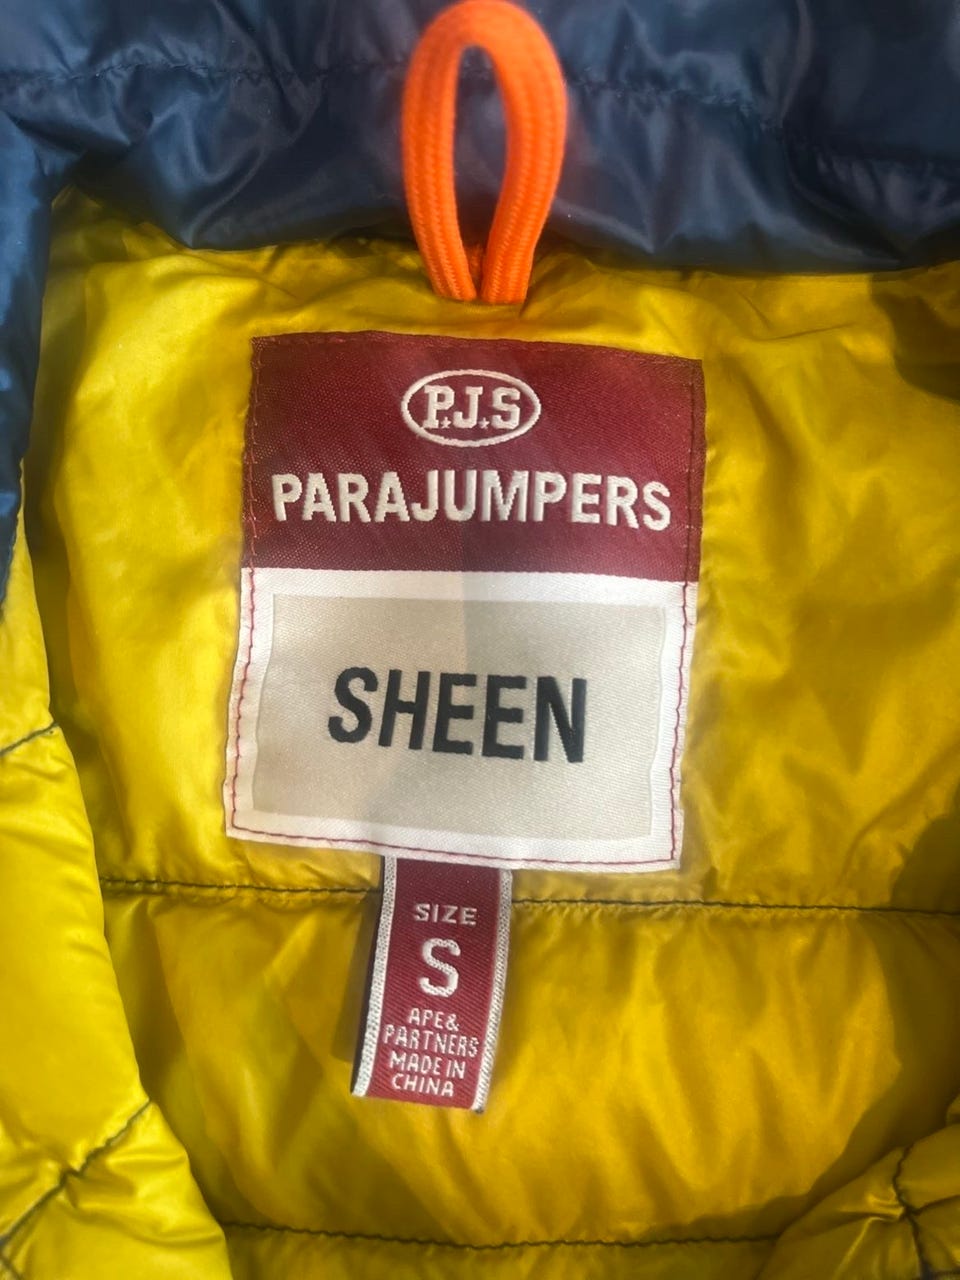 P.J.S
PARAJUMPERS
SHEEN
SIZE
S
APE&
PARTNERS
MADE IN
CHINA